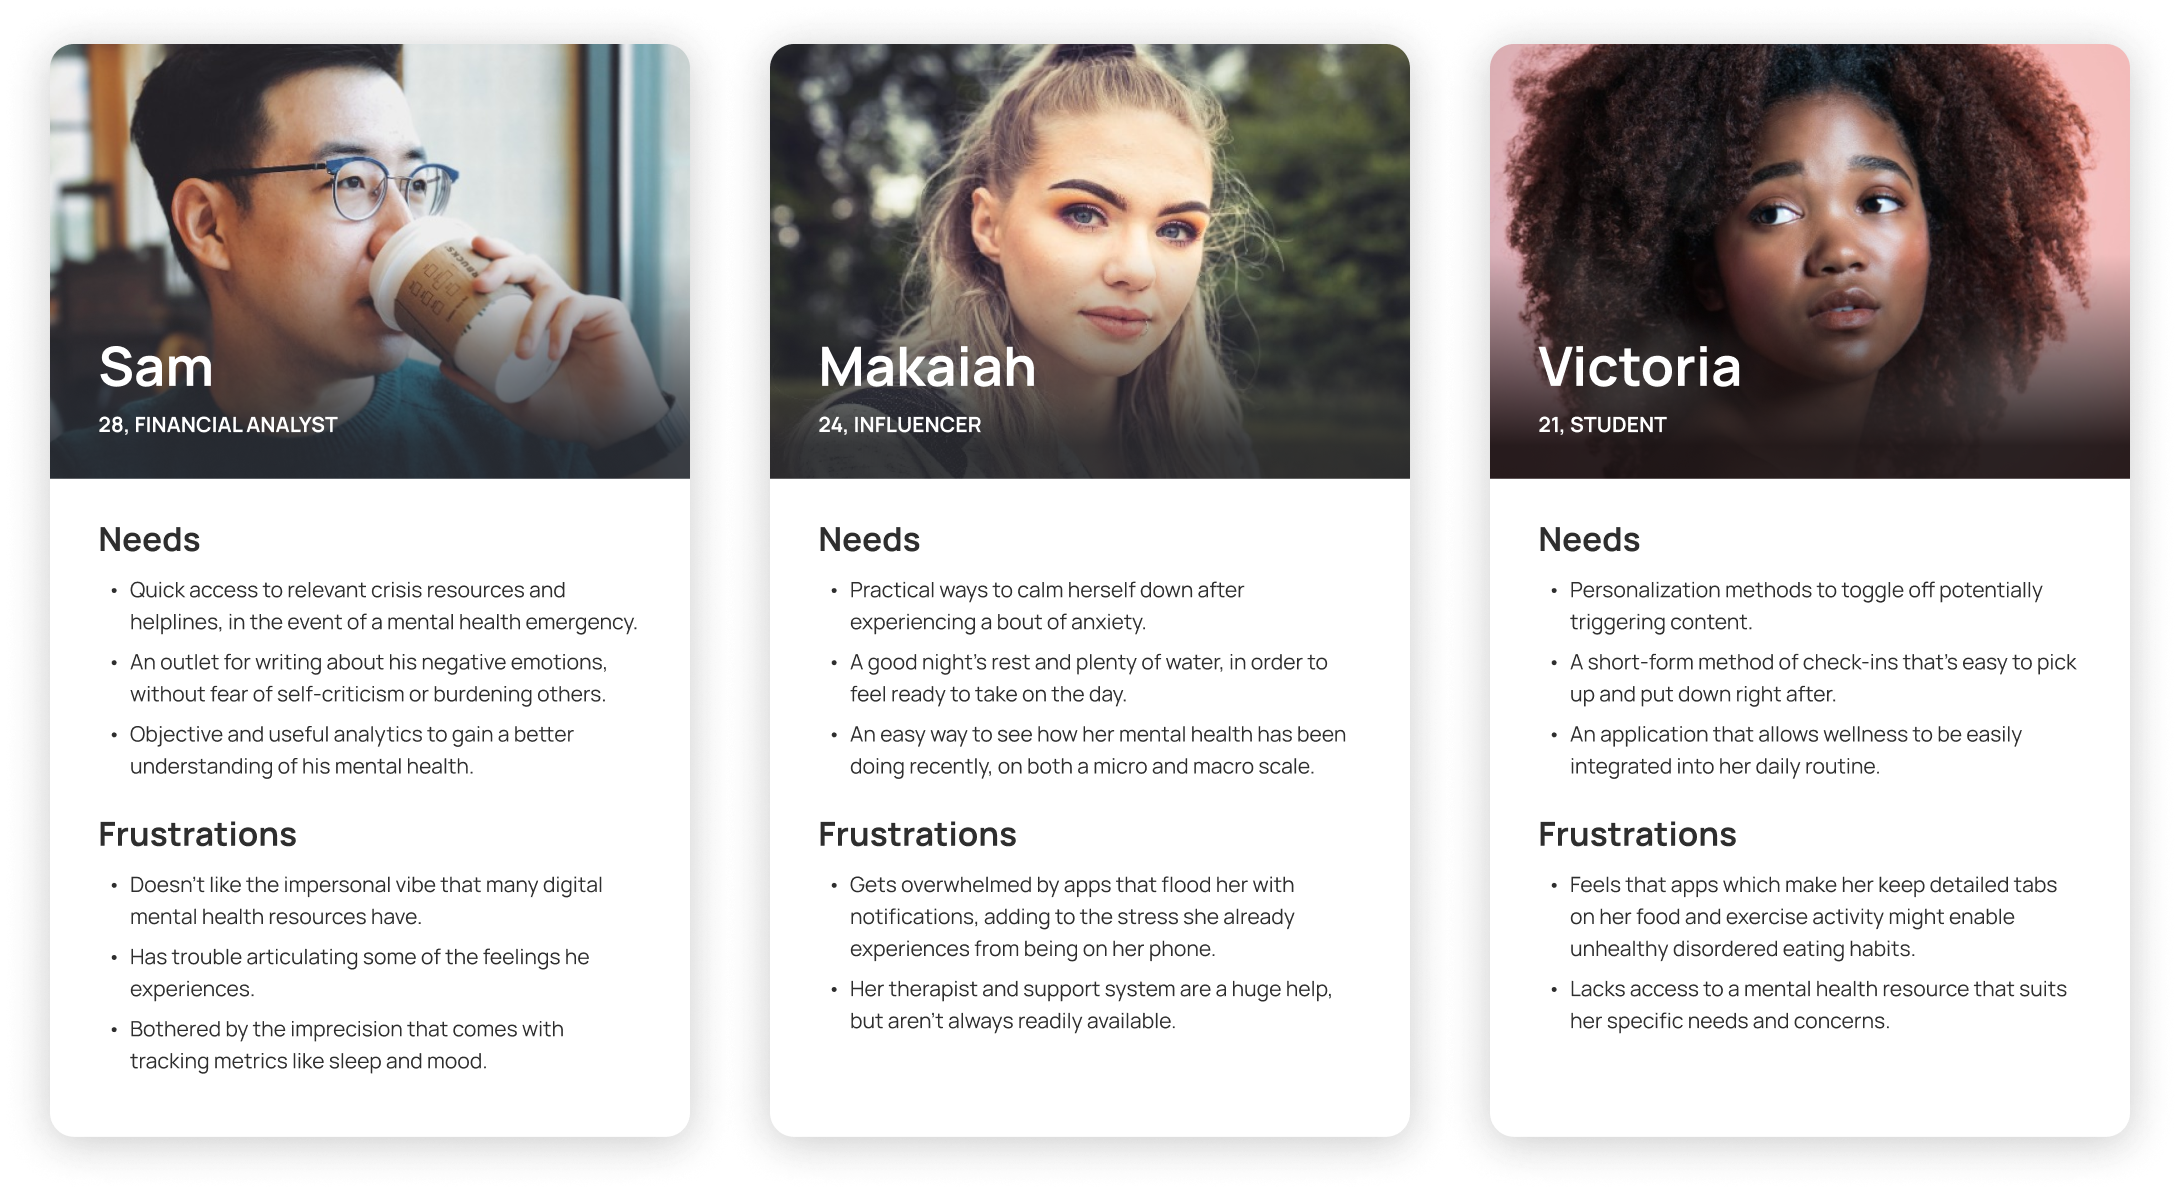 Sam
28, FINANCIAL ANALYST
Needs
• Quick access to relevant crisis resources and
helplines, in the event of a mental health emergency.
• An outlet for writing about his negative emotions,
without fear of self-criticism or burdening others.
• Objective and useful analytics to gain a better
understanding of his mental health.
Frustrations
• Doesn't like the impersonal vibe that many digital
mental health resources have.
• Has trouble articulating some of the feelings he
experiences.
• Bothered by the imprecision that comes with
tracking metrics like sleep and mood.
Makaiah
24, INFLUENCER
Needs
• Practical ways to calm herself down after
experiencing a bout of anxiety.
• A good night's rest and plenty of water, in order to
feel ready to take on the day.
• An easy way to see how her mental health has been
doing recently, on both a micro and macro scale.
Frustrations
• Gets overwhelmed by apps that flood her with
notifications, adding to the stress she already
experiences from being on her phone.
• Her therapist and support system are a huge help,
but aren't always readily available.
Victoria
21, STUDENT
Needs
• Personalization methods to toggle off potentially
triggering content.
• A short-form method of check-ins that's easy to pick
up and put down right after.
• An application that allows wellness to be easily
integrated into her daily routine.
Frustrations
• Feels that apps which make her keep detailed tabs
on her food and exercise activity might enable
unhealthy disordered eating habits.
• Lacks access to a mental health resource that suits
her specific needs and concerns.